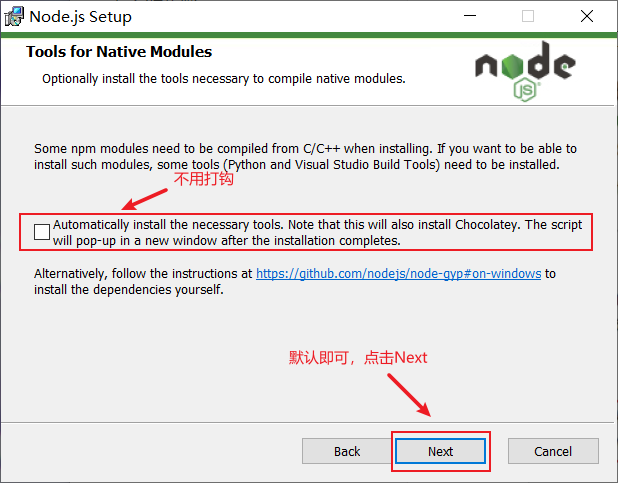 Node.js Setup
Tools for Native Modules
Optionally install the tools necessary to compile native modules.
node
JS
Some npm modules need to be compiled from C/C++ when installing. If you want to be able to
install such modules, some tools (Python and Visual Studio Build Tools) need to be installed.
不用打钩
Automatically install the necessary tools. Note that this will also install Chocolatey. The script
will pop-up in a new window after the installation completes.
Alternatively, follow the instructions at https://github.com/nodejs/node-gyp#on-windows to
install the dependencies yourself.
默认即可，点击Next
Back
Next
Cancel